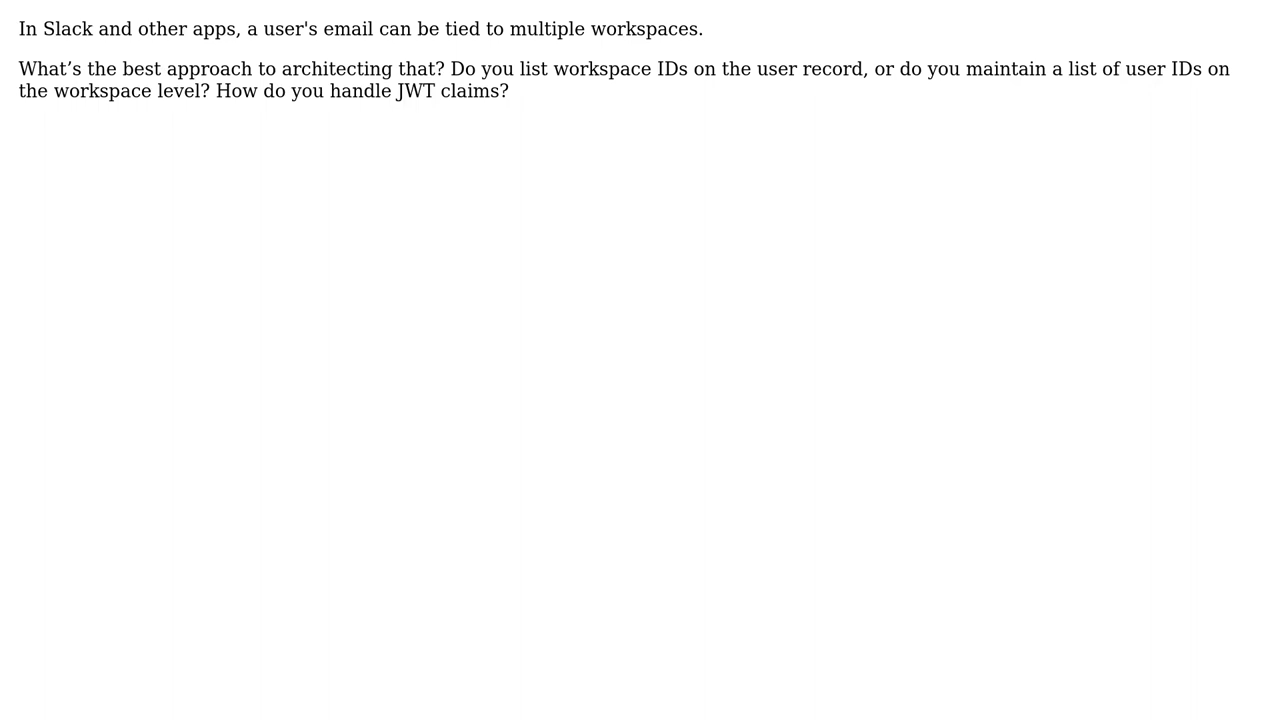 In Slack and other apps, a user's email can be tied to multiple workspaces.
What’s the best approach to architecting that? Do you list workspace IDs on the user record, or do you maintain a list of user IDs on
the workspace level? How do you handle JWT claims?